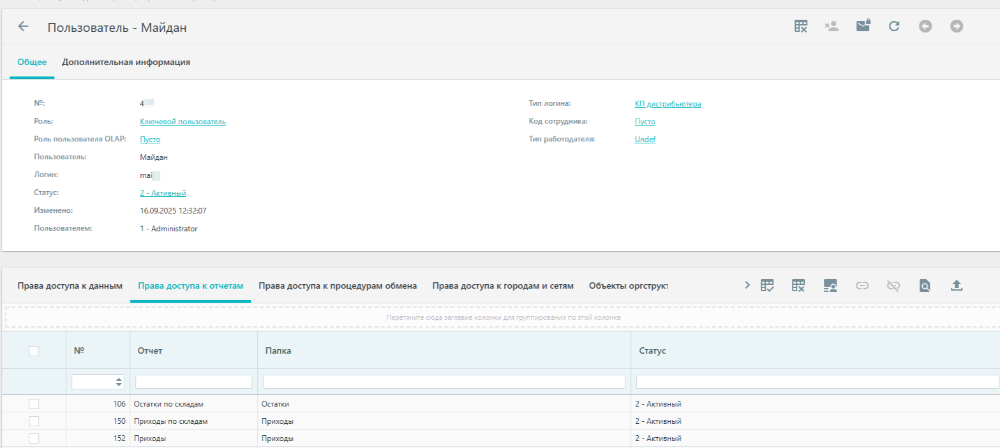 Пользователь - Майдан
Общее Дополнительная информация
№: 4 Тип логина: КП дистрибьютера
Роль: Ключевой пользователь Код сотрудника: Пусто
Роль пользователя OLAP: Пусто Тип работодателя: Undef
Пользователь: Майдан
Логин: mai
Статус: 2 - Активный
Изменено: 16.09.2025 12:32:07
Пользователем: 1 - Administrator
Права доступа к данным Права доступа к отчетам Права доступа к процедурам обмена Права доступа к городам и сетям Объекты оргструкт
Перетяните сюда заглавие колонки для группирования по этой колонке
№ Отчет Папка Статус
106 Остатки по складам Остатки 2 - Активный
150 Приходы по складам Приходы 2 - Активный
152 Приходы Приходы 2 - Активный